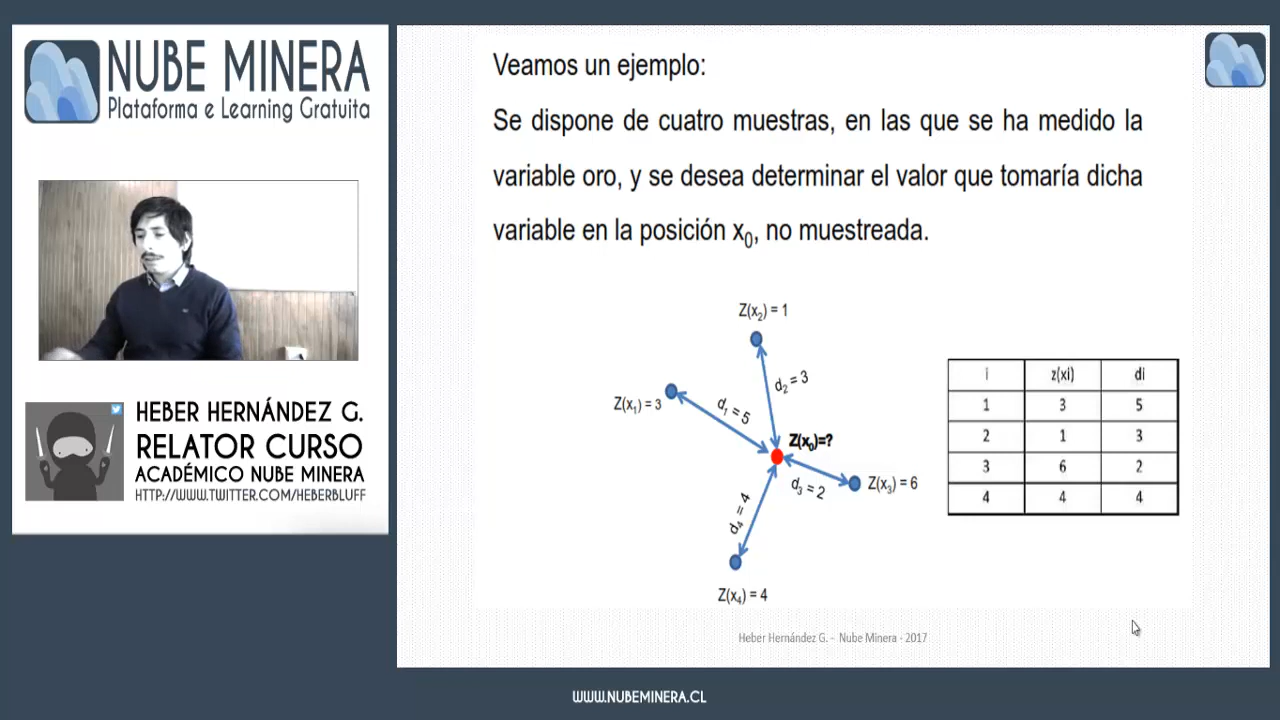 NUBE MINERA
Plataforma e Learning Gratuita
HEBER HERNÁNDEZ G.
RELATOR CURSO
ACADÉMICO NUBE MINERA
HTTP://WWW.TWITTER.COM/HEBERBLUFF
Veamos un ejemplo:
Se dispone de cuatro muestras, en las que se ha medido la
variable oro, y se desea determinar el valor que tomaría dicha
variable en la posición x₀, no muestreada.
Z(x₂) = 1
d₂ = 3
Z(x₁) = 3
d₁ = 5
Z(x₀)=?
d₃ = 2
Z(x₃) = 6
d₄ = 4
Z(x₄) = 4
i z(xi) di
1 3 5
2 1 3
3 6 2
4 4 4
Heber Hernández G. - Nube Minera - 2017
WWW.NUBEMINERA.CL